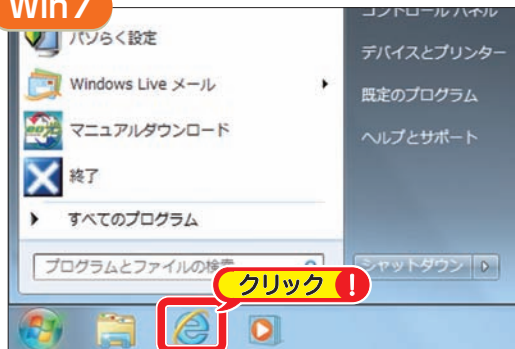 Win7
コントロール パネル
パソらく設定
デバイスとプリンター
Windows Live メール
既定のプログラム
マニュアルダウンロード
ヘルプとサポート
終了
すべてのプログラム
プログラムとファイルの検索
シャットダウン
クリック !